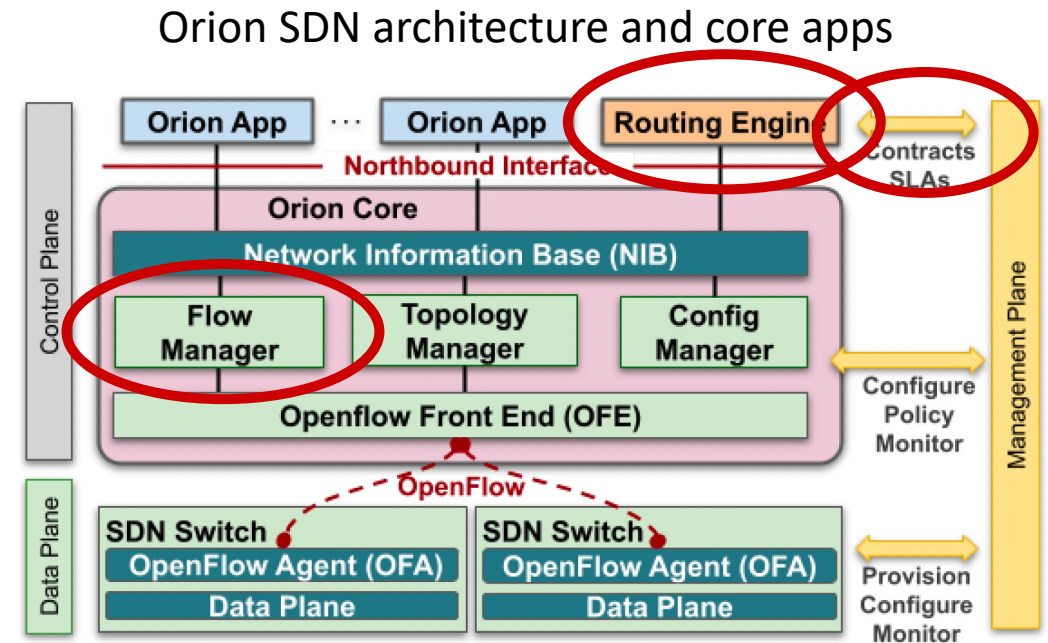 Orion SDN architecture and core apps
Orion App
...
Orion App
Routing Engine
Contracts
SLAs
Northbound Interface
Orion Core
Network Information Base (NIB)
Flow
Manager
Topology
Manager
Config
Manager
Openflow Front End (OFE)
Control Plane
Configure
Policy
Monitor
Management Plane
OpenFlow
Data Plane
SDN Switch
OpenFlow Agent (OFA)
Data Plane
SDN Switch
OpenFlow Agent (OFA)
Data Plane
Provision
Configure
Monitor